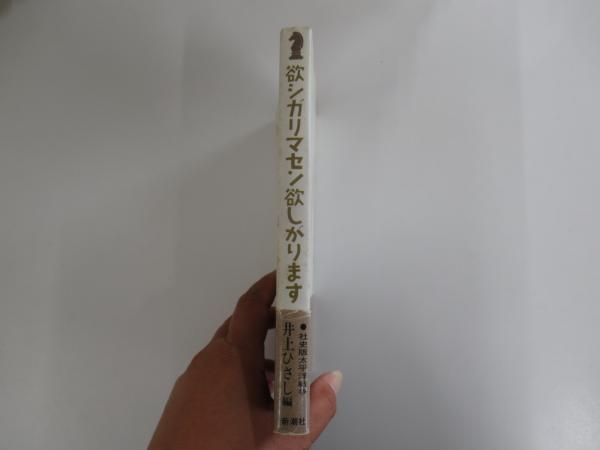 欲シガリマセン欲しがります
●社史版太平洋戦争
井上ひさし編
新潮社